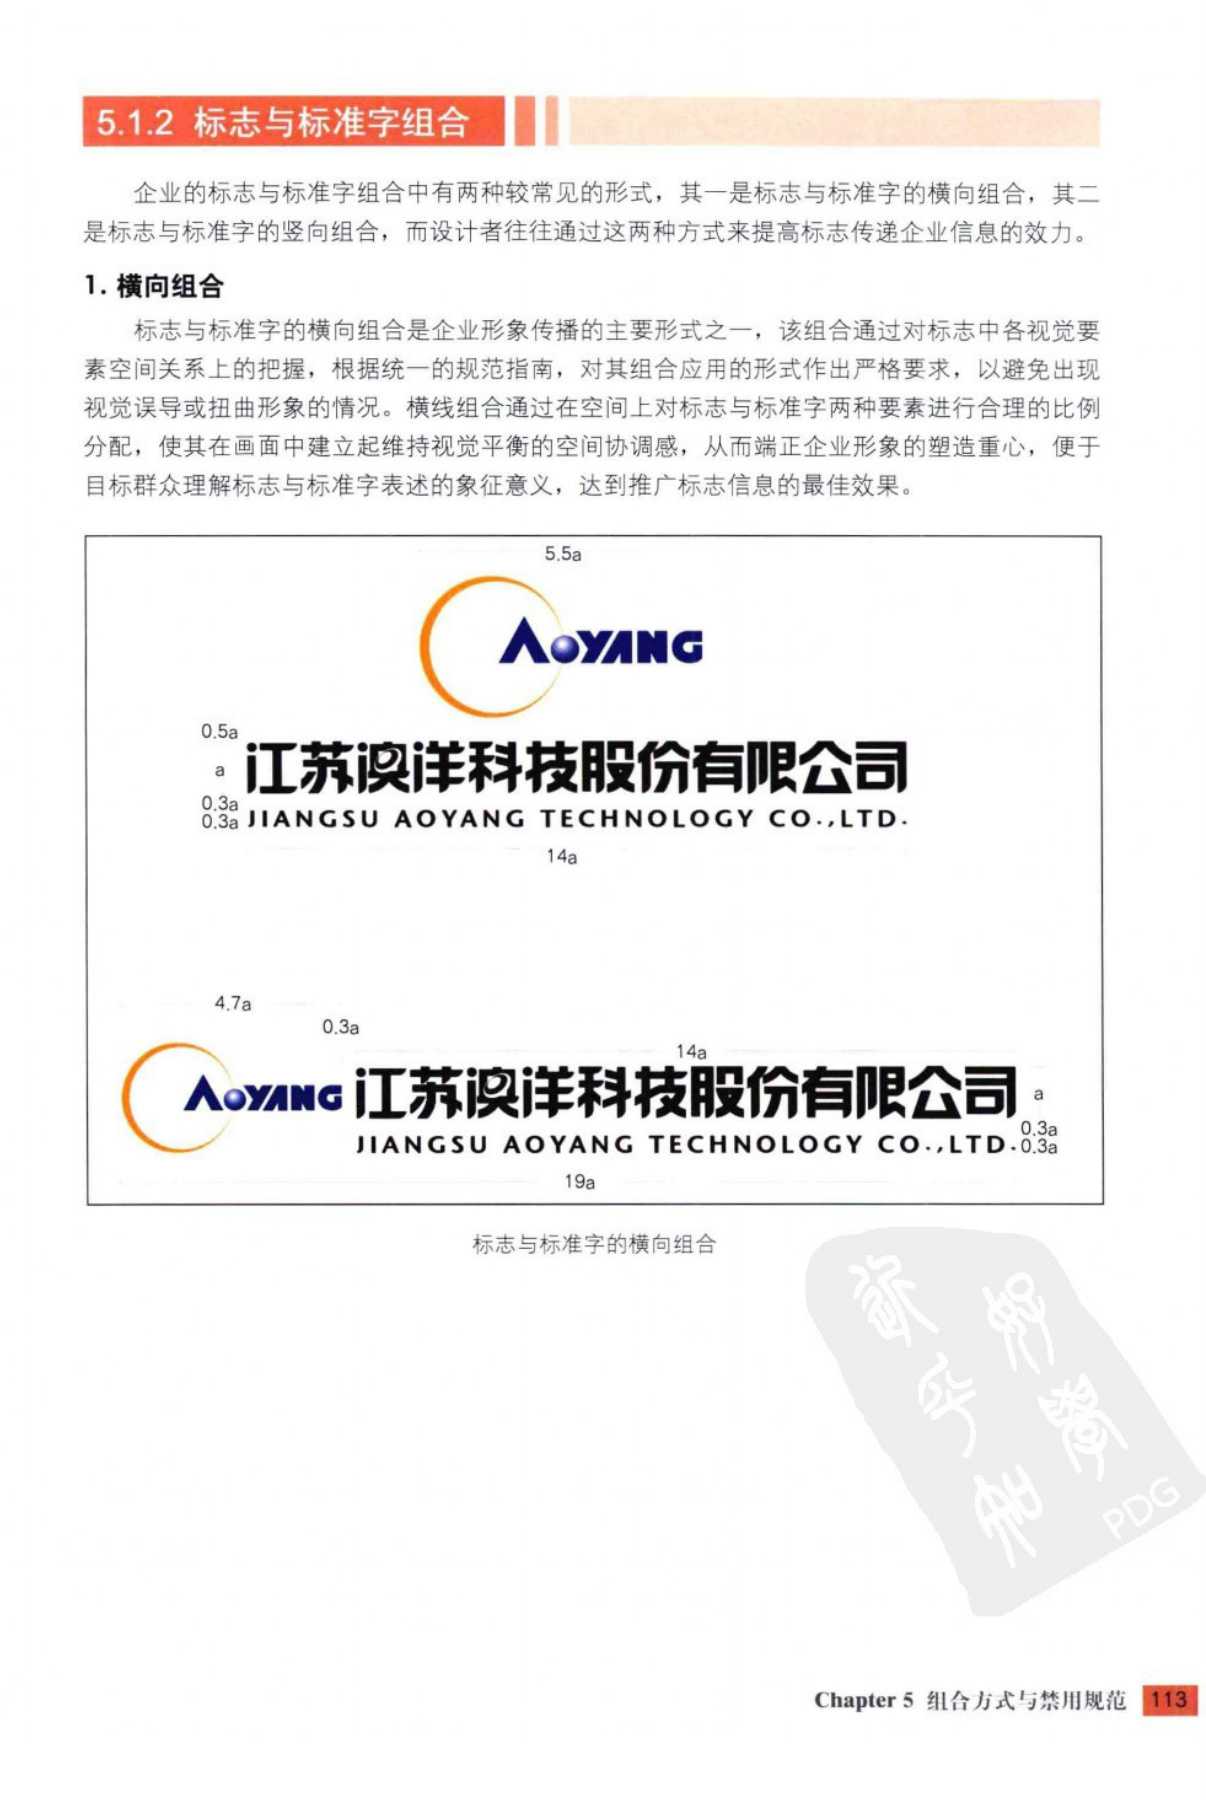 5.1.2 标志与标准字组合
企业的标志与标准字组合中有两种较常见的形式，其一是标志与标准字的横向组合，其二
是标志与标准字的竖向组合，而设计者往往通过这两种方式来提高标志传递企业信息的效力。
1. 横向组合
标志与标准字的横向组合是企业形象传播的主要形式之一，该组合通过对标志中各视觉要
素空间关系上的把握，根据统一的规范指南，对其组合应用的形式作出严格要求，以避免出现
视觉误导或扭曲形象的情况。横线组合通过在空间上对标志与标准字两种要素进行合理的比例
分配，使其在画面中建立起维持视觉平衡的空间协调感，从而端正企业形象的塑造重心，便于
目标群众理解标志与标准字表述的象征意义，达到推广标志信息的最佳效果。
5.5a
AOYANG
0.5a
a 江苏澳洋科技股份有限公司
0.3a
0.3a JIANGSU AOYANG TECHNOLOGY CO.,LTD.
14a
4.7a
0.3a
14a
AOYANG 江苏澳洋科技股份有限公司 a
0.3a
JIANGSU AOYANG TECHNOLOGY CO.,LTD. 0.3a
19a
标志与标准字的横向组合
PDG
Chapter 5 组合方式与禁用规范 113